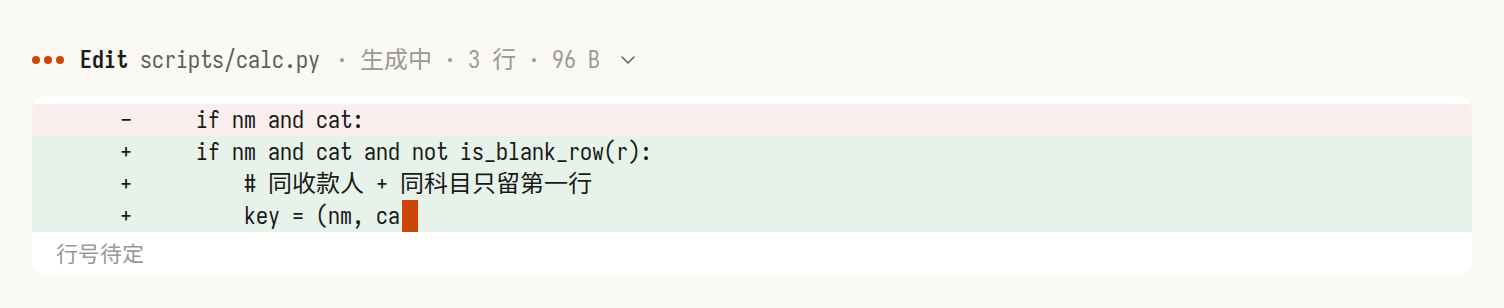 ••• Edit scripts/calc.py · 生成中 · 3 行 · 96 B
-     if nm and cat:
+     if nm and cat and not is_blank_row(r):
+         # 同收款人 + 同科目只留第一行
+         key = (nm, ca
行号待定